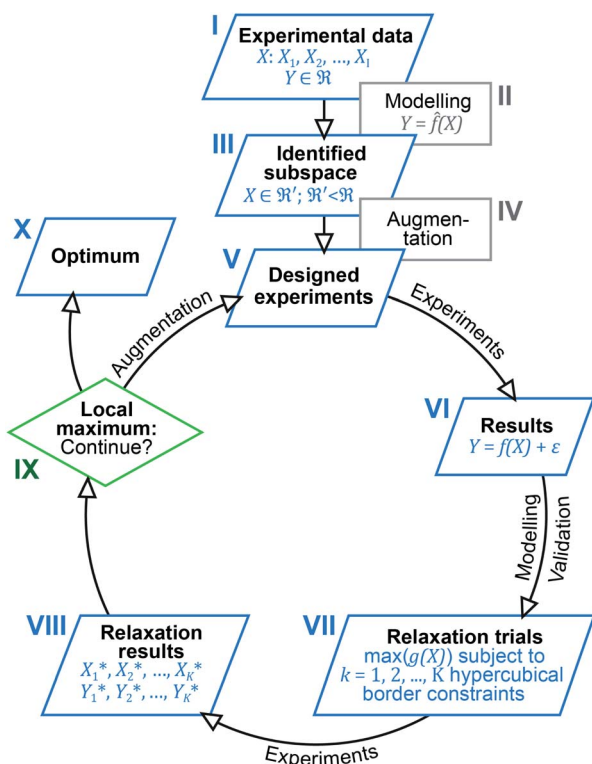 I
Experimental data
X: X₁, X₂, ..., X_I
Y ∈ ℜ
II
Modelling
Y = f̂(X)
III
Identified
subspace
X ∈ ℜ′; ℜ′<ℜ
IV
Augmen-
tation
V
Designed
experiments
X
Optimum
Augmentation
Experiments
VI
Results
Y = f(X) + ε
Local
maximum:
Continue?
IX
Modelling
Validation
VII
Relaxation trials
max(g(X)) subject to
k = 1, 2, ..., K hypercubical
border constraints
VIII
Relaxation
results
X₁*, X₂*, ..., X_K*
Y₁*, Y₂*, ..., Y_K*
Experiments